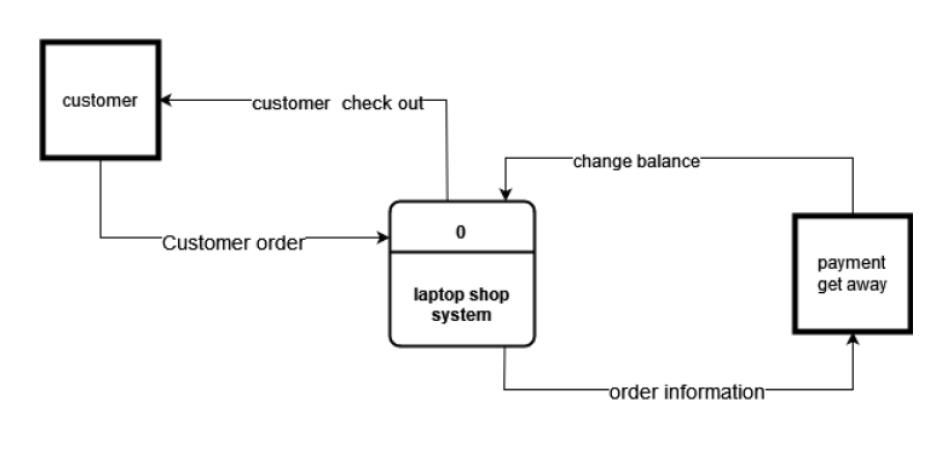 customer
customer check out
change balance
Customer order
0
laptop shop
system
payment
get away
order information